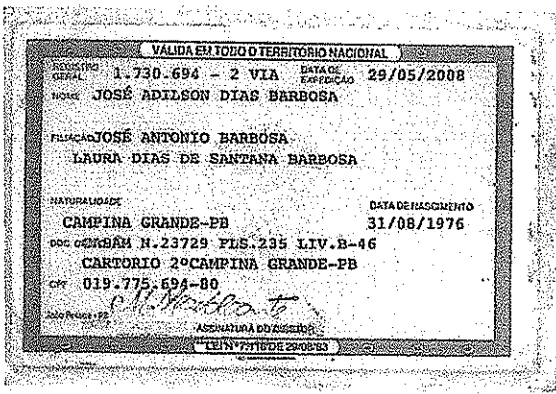 VÁLIDA EM TODO O TERRITÓRIO NACIONAL
REGISTRO GERAL 1.730.694 - 2 VIA DATA DE EXPEDIÇÃO 29/05/2008
NOME JOSÉ ADILSON DIAS BARBOSA
FILIAÇÃO JOSÉ ANTONIO BARBOSA
LAURA DIAS DE SANTANA BARBOSA
NATURALIDADE DATA DE NASCIMENTO
CAMPINA GRANDE-PB 31/08/1976
DOC N.23729 FLS.235 LIV.B-46
CARTORIO 2ºCAMPINA GRANDE-PB
CPF 019.775.694-80
João Pessoa - PB
ASSINATURA DO DIRETOR
LEI Nº 7.116 DE 29/08/83